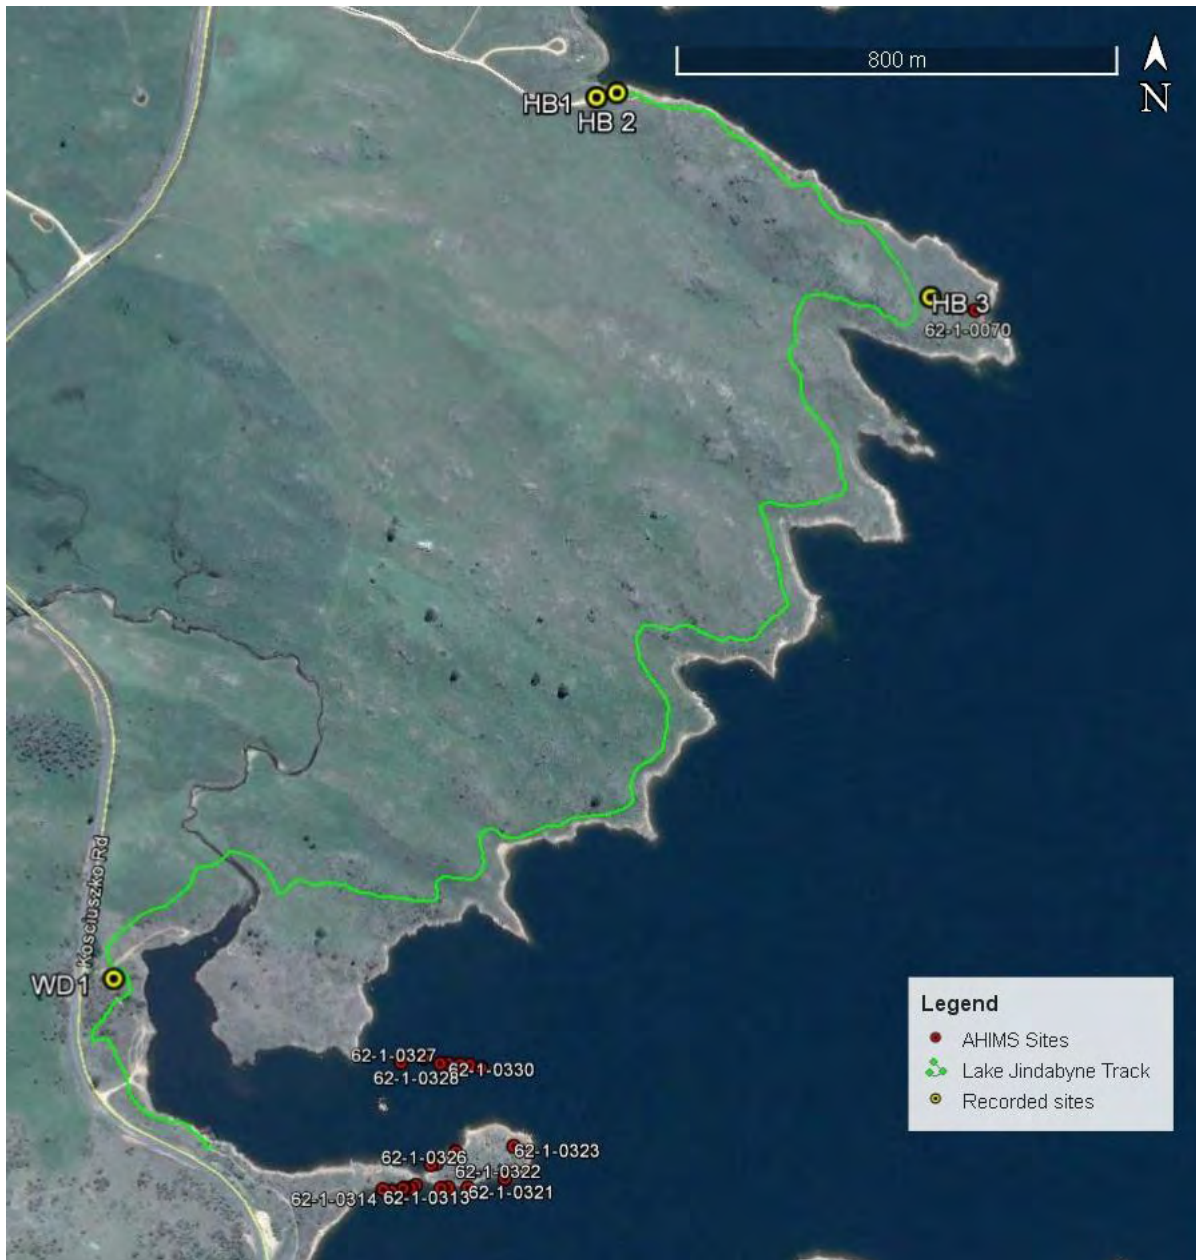 800 m
N
HB1
HB 2
HB 3
62-1-0070
Kosciuszko Rd
WD1
Legend
AHIMS Sites
Lake Jindabyne Track
Recorded sites
62-1-0327
62-1-0328
62-1-0330
62-1-0323
62-1-0326
62-1-0322
62-1-0314
62-1-0313
62-1-0321